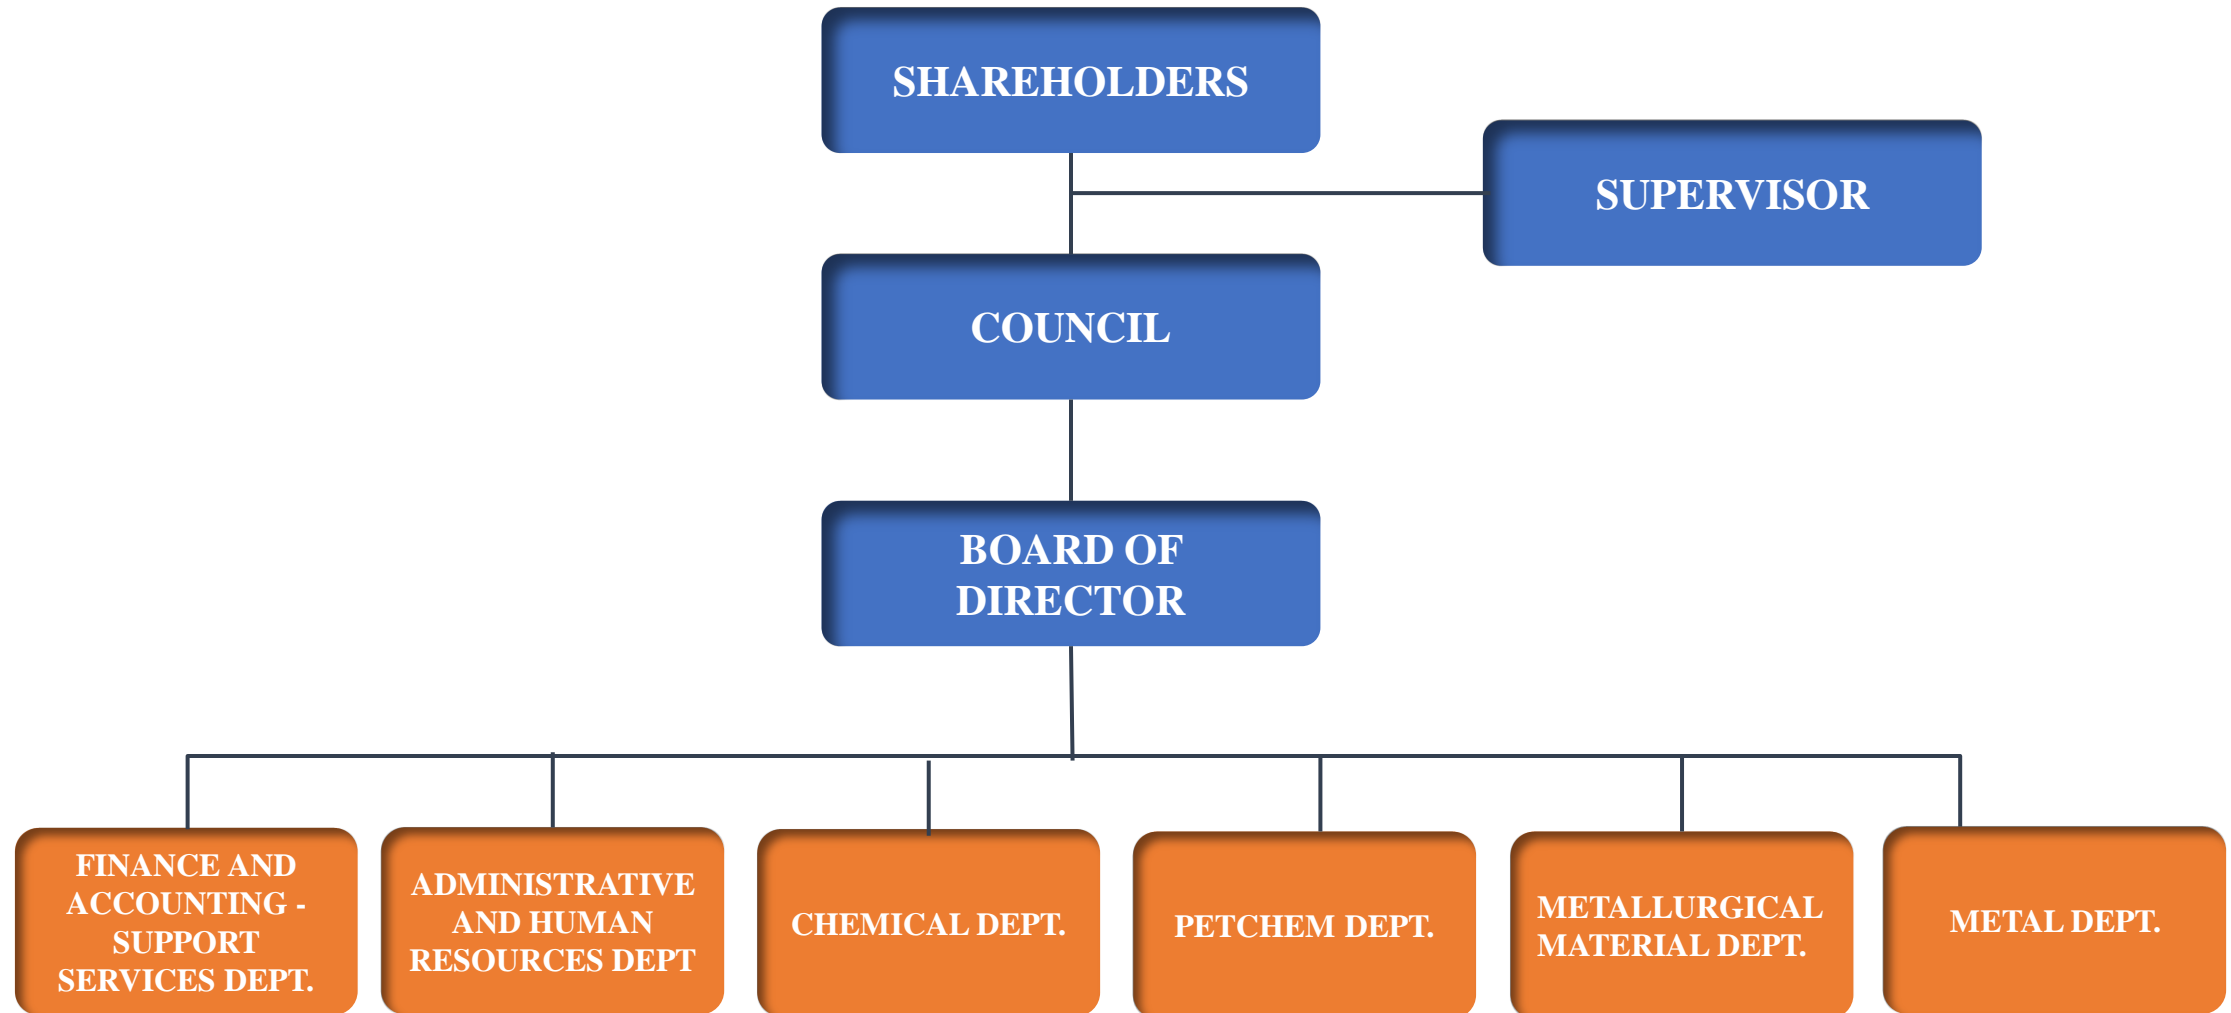 SHAREHOLDERS
SUPERVISOR
COUNCIL
BOARD OF
DIRECTOR
FINANCE AND
ACCOUNTING -
SUPPORT
SERVICES DEPT.
ADMINISTRATIVE
AND HUMAN
RESOURCES DEPT
CHEMICAL DEPT.
PETCHEM DEPT.
METALLURGICAL
MATERIAL DEPT.
METAL DEPT.